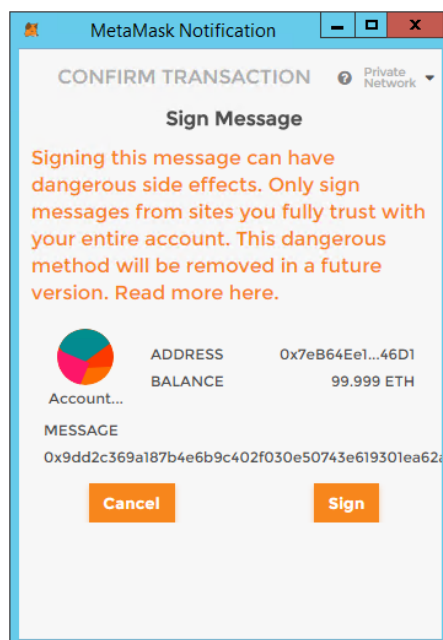 MetaMask Notification
CONFIRM TRANSACTION
Private
Network
Sign Message
Signing this message can have
dangerous side effects. Only sign
messages from sites you fully trust with
your entire account. This dangerous
method will be removed in a future
version. Read more here.
ADDRESS 0x7eB64Ee1...46D1
BALANCE 99.999 ETH
Account...
MESSAGE
0x9dd2c369a187b4e6b9c402f030e50743e619301ea62a
Cancel Sign